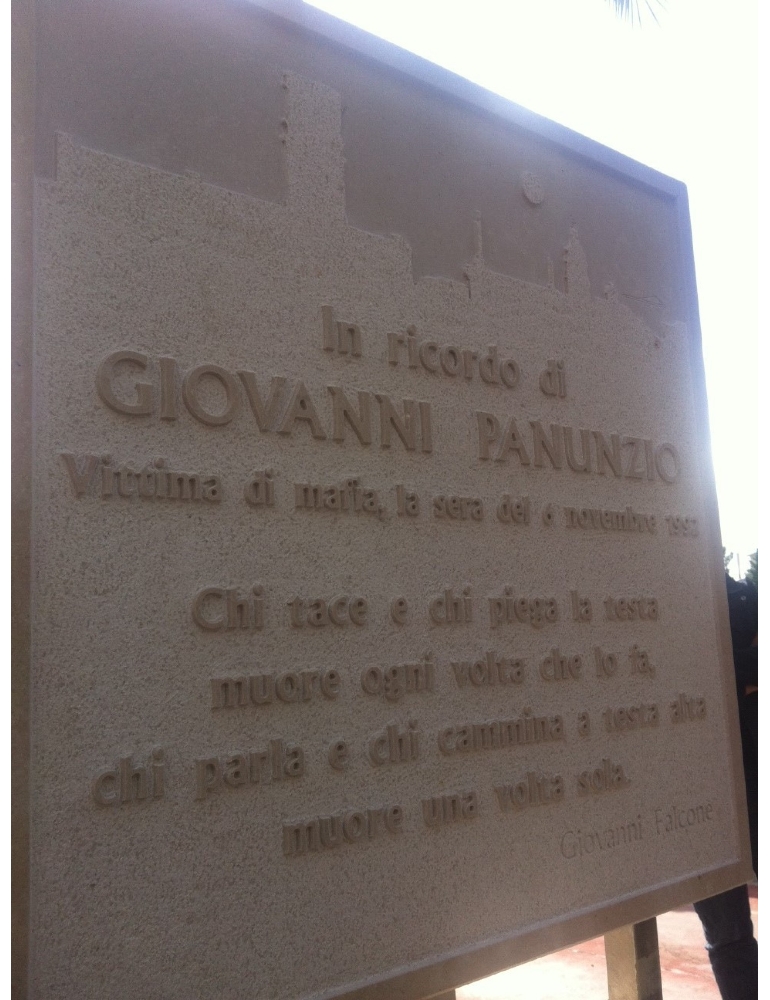 In ricordo di
GIOVANNI PANUNZIO
Vittima di mafia, la sera del 6 novembre 1992
Chi tace e chi piega la testa
muore ogni volta che lo fa,
chi parla e chi cammina a testa alta
muore una volta sola.
Giovanni Falcone